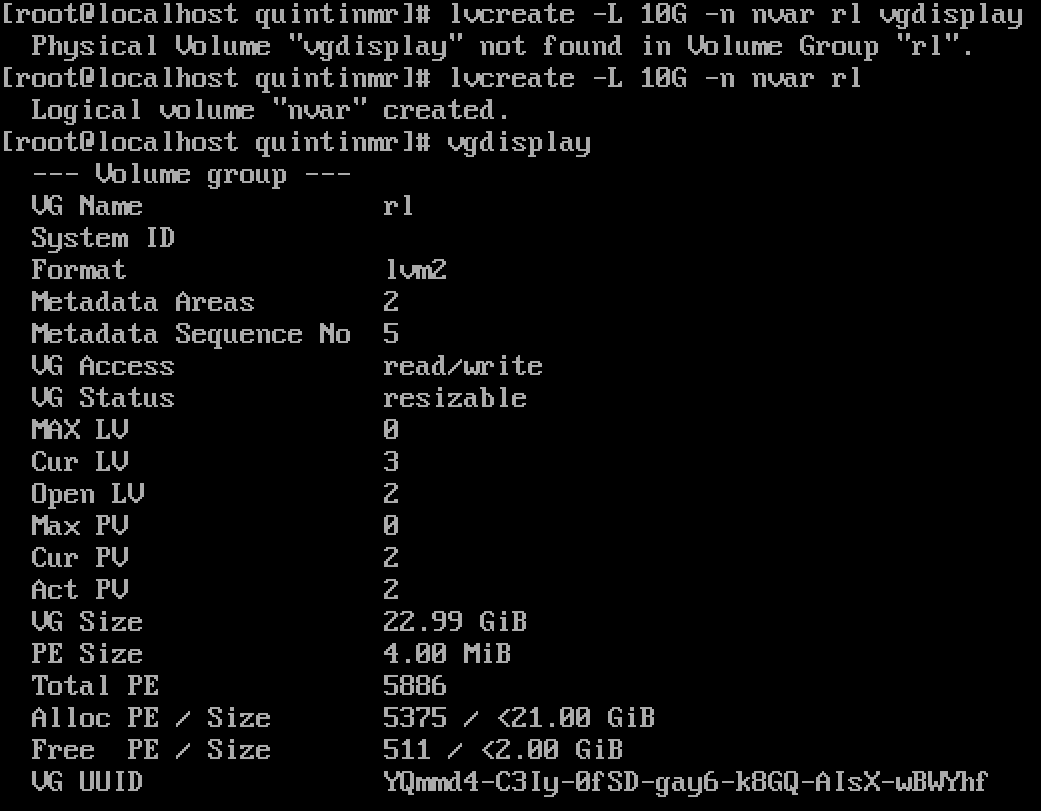 [root@localhost quintinmr]# lvcreate -L 10G -n nvar rl vgdisplay
  Physical Volume "vgdisplay" not found in Volume Group "rl".
[root@localhost quintinmr]# lvcreate -L 10G -n nvar rl
  Logical volume "nvar" created.
[root@localhost quintinmr]# vgdisplay
  --- Volume group ---
  VG Name               rl
  System ID
  Format                lvm2
  Metadata Areas        2
  Metadata Sequence No  5
  VG Access             read/write
  VG Status             resizable
  MAX LV                0
  Cur LV                3
  Open LV               2
  Max PV                0
  Cur PV                2
  Act PV                2
  VG Size               22.99 GiB
  PE Size               4.00 MiB
  Total PE              5886
  Alloc PE / Size       5375 / <21.00 GiB
  Free  PE / Size       511 / <2.00 GiB
  VG UUID               YQmmd4-C3Iy-0fSD-gay6-k8GQ-AIsX-wBWYhf